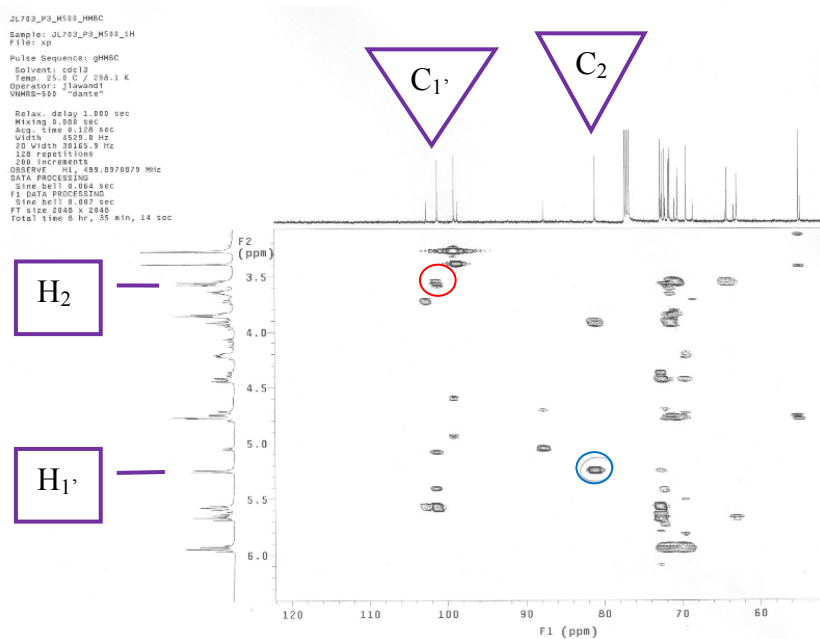 JL703_P3_M500_HMBC
Sample: JL703_P3_M500_1H
File: xp
Pulse Sequence: gHMBC
Solvent: cdcl3
Temp. 25.0 C / 298.1 K
Operator: jlawandi
VNMRS-500 "dante"
Relax. delay 1.000 sec
Mixing 0.080 sec
Acq. time 0.128 sec
Width 4529.0 Hz
2D Width 30165.9 Hz
128 repetitions
200 increments
OBSERVE H1, 499.8970879 MHz
DATA PROCESSING
Sine bell 0.064 sec
F1 DATA PROCESSING
Sine bell 0.007 sec
FT size 2048 x 2048
Total time 8 hr, 35 min, 14 sec
C1’
C2
F2
(ppm)
H2
3.5
4.0
4.5
H1’
5.0
5.5
6.0
120 110 100 90 80 70 60
F1 (ppm)